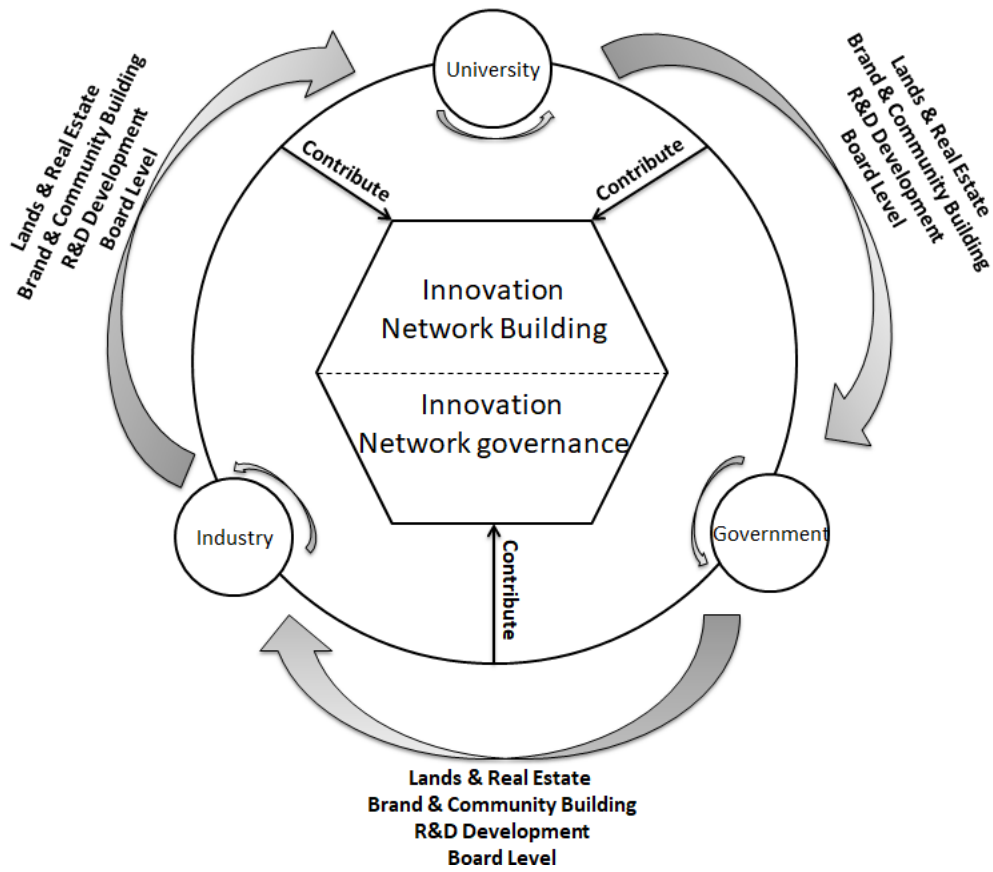 University
Lands & Real Estate
Brand & Community Building
R&D Development
Board Level
Lands & Real Estate
Brand & Community Building
R&D Development
Board Level
Contribute
Contribute
Innovation
Network Building
Innovation
Network governance
Industry
Government
Contribute
Lands & Real Estate
Brand & Community Building
R&D Development
Board Level